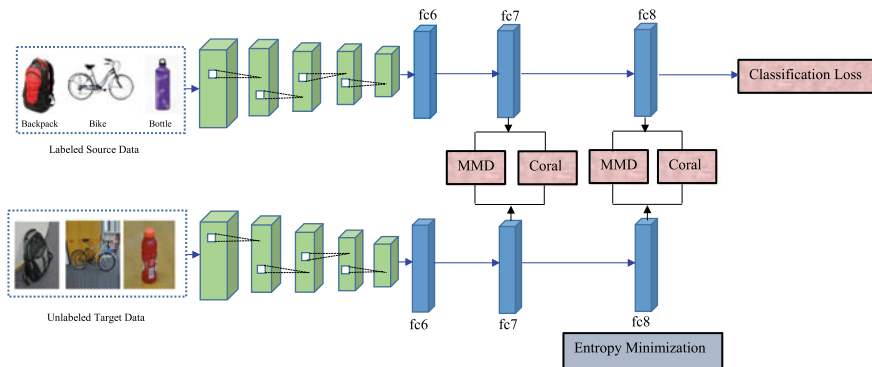 fc6
fc7
fc8
Classification Loss
Backpack
Bike
Bottle
Labeled Source Data
MMD
Coral
MMD
Coral
Unlabeled Target Data
fc6
fc7
fc8
Entropy Minimization